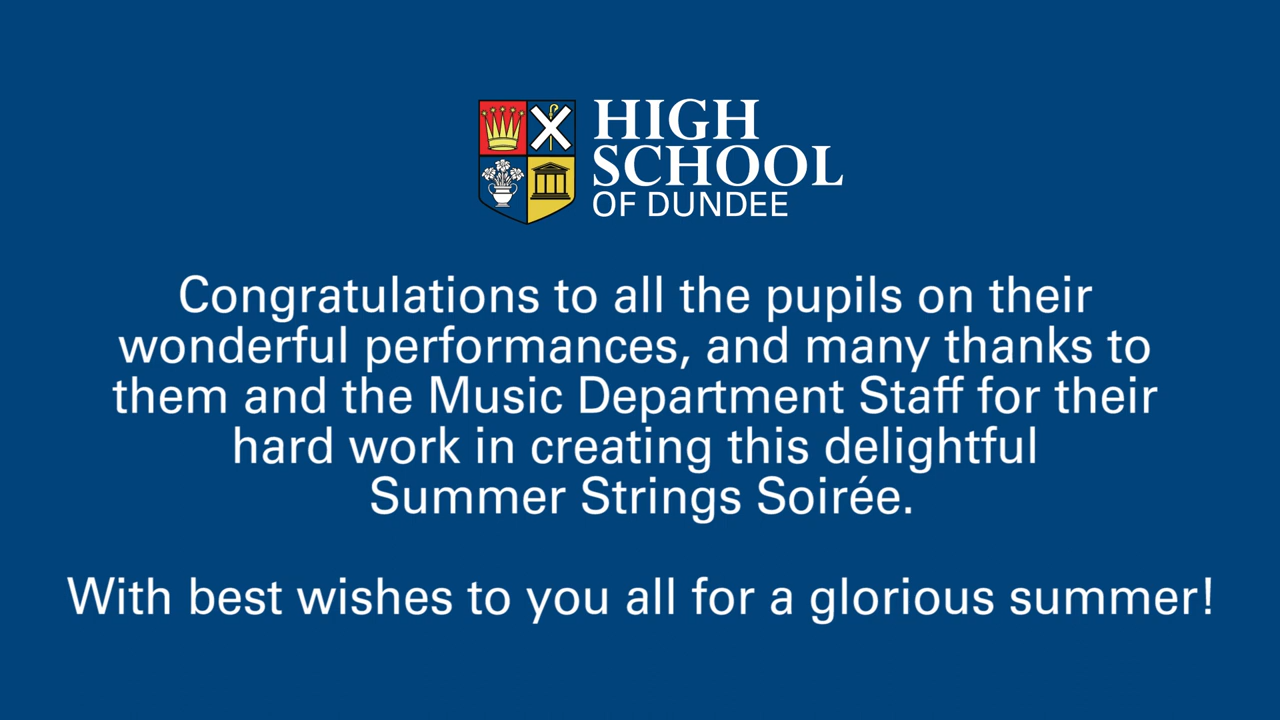 HIGH
SCHOOL
OF DUNDEE
Congratulations to all the pupils on their
wonderful performances, and many thanks to
them and the Music Department Staff for their
hard work in creating this delightful
Summer Strings Soirée.
With best wishes to you all for a glorious summer!